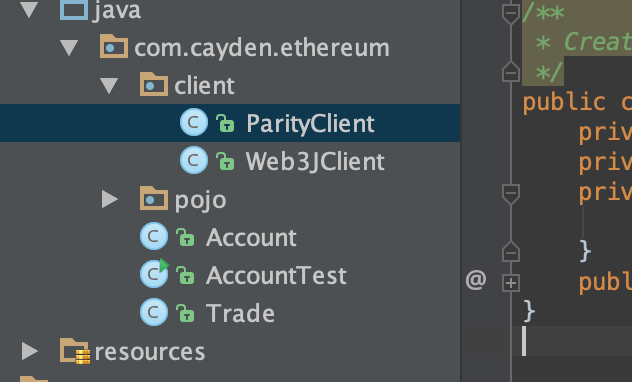 java
com.cayden.ethereum
client
ParityClient
Web3JClient
pojo
Account
AccountTest
Trade
resources
/**
* Creat
*/
public c
priv
priv
priv
}
@ publ
}